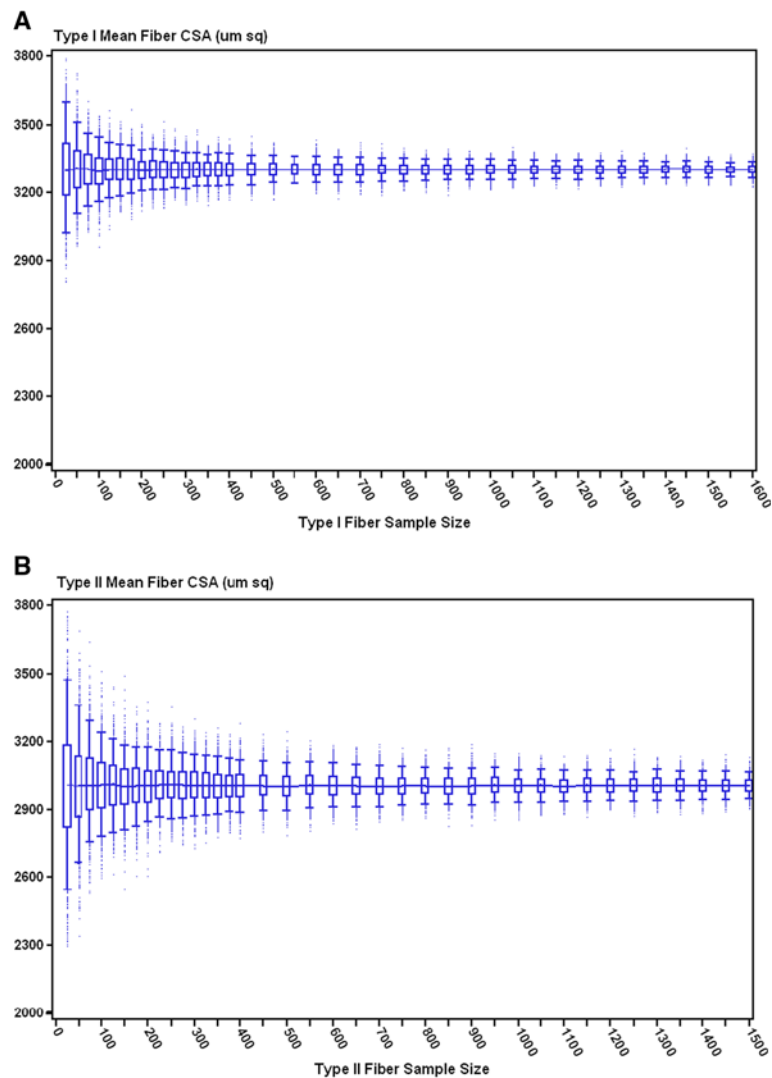 A
Type I Mean Fiber CSA (um sq)
3800
3500
3200
2900
2600
2300
2000
0 100 200 300 400 500 600 700 800 900 1000 1100 1200 1300 1400 1500 1600
Type I Fiber Sample Size
B
Type II Mean Fiber CSA (um sq)
3800
3500
3200
2900
2600
2300
2000
0 100 200 300 400 500 600 700 800 900 1000 1100 1200 1300 1400 1500
Type II Fiber Sample Size